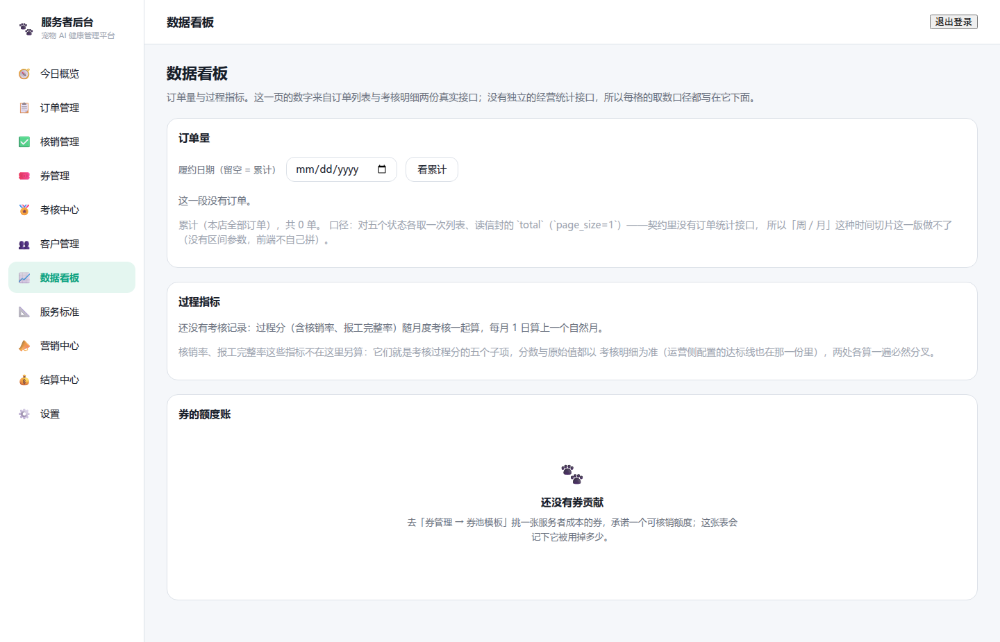 服务者后台
宠物 AI 健康管理平台
今日概览
订单管理
核销管理
券管理
考核中心
客户管理
数据看板
服务标准
营销中心
结算中心
设置
数据看板
退出登录
数据看板
订单量与过程指标。这一页的数字来自订单列表与考核明细两份真实接口；没有独立的经营统计接口，所以每格的取数口径都写在它下面。
订单量
履约日期（留空 = 累计）
mm/dd/yyyy
看累计
这一段没有订单。
累计（本店全部订单），共 0 单。 口径：对五个状态各取一次列表、读信封的 `total`（`page_size=1`）——契约里没有订单统计接口， 所以「周 / 月」这种时间切片这一版做不了
（没有区间参数，前端不自己拼）。
过程指标
还没有考核记录：过程分（含核销率、报工完整率）随月度考核一起算，每月 1 日算上一个自然月。
核销率、报工完整率这些指标不在这里另算：它们就是考核过程分的五个子项，分数与原始值都以 考核明细为准（运营侧配置的达标线也在那一份里），两处各算一遍必然分叉。
券的额度账
还没有券贡献
去「券管理 → 券池模板」挑一张服务者成本的券，承诺一个可核销额度；这张表会
记下它被用掉多少。